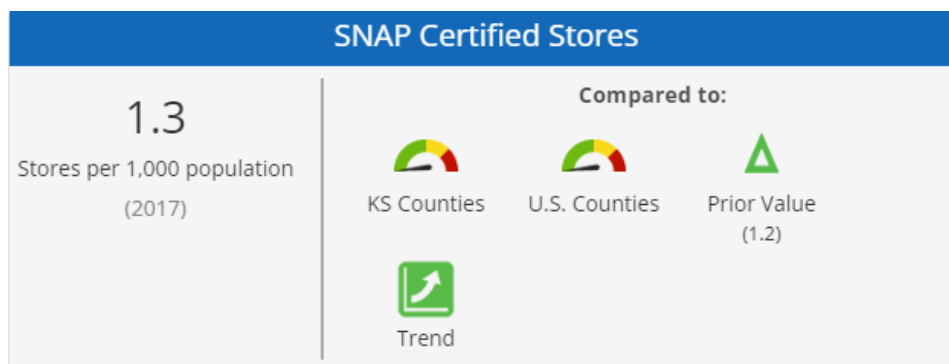 SNAP Certified Stores
1.3
Stores per 1,000 population
(2017)
Compared to:
KS Counties
U.S. Counties
Prior Value
(1.2)
Trend